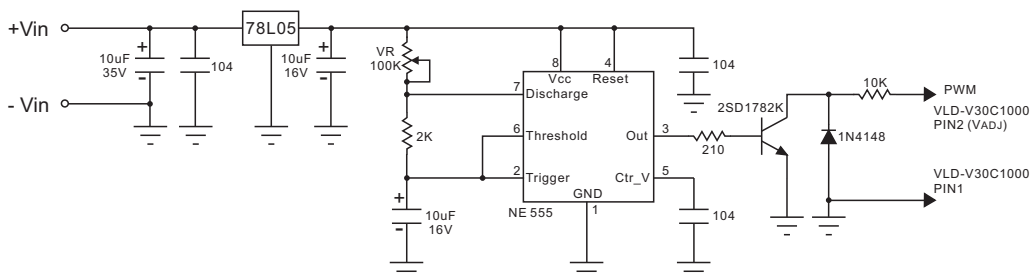 +Vin
- Vin
+
10uF
35V
-
104
78L05
+
10uF
16V
-
VR
100K
2K
+
10uF
16V
-
8
Vcc
4
Reset
7
Discharge
6
Threshold
2
Trigger
3
Out
5
Ctr_V
GND
1
NE 555
104
210
104
2SD1782K
1N4148
10K
PWM
VLD-V30C1000
PIN2 (VADJ)
VLD-V30C1000
PIN1